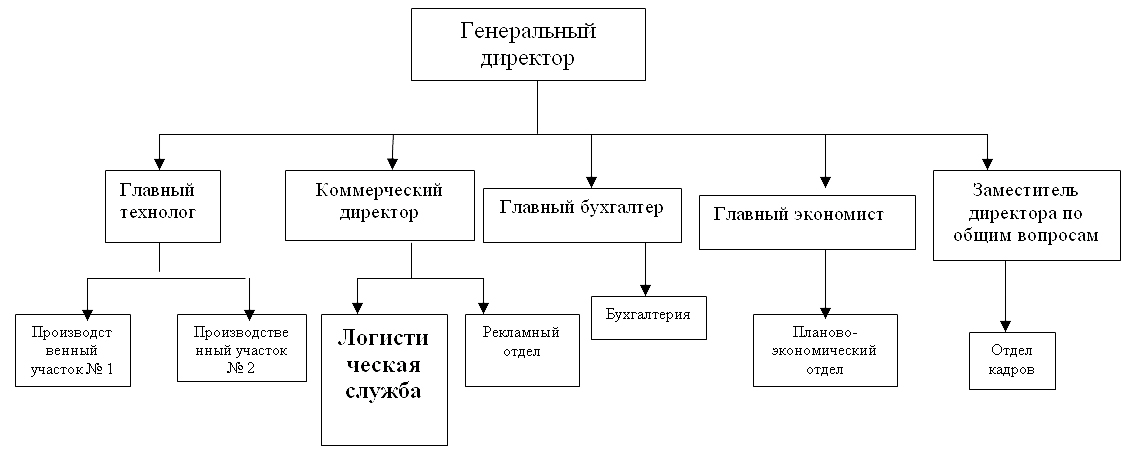 Генеральный
директор
Главный
технолог
Коммерческий
директор
Главный бухгалтер
Главный экономист
Заместитель
директора по
общим вопросам
Производст
венный
участок № 1
Производстве
нный участок
№ 2
Логисти
ческая
служба
Рекламный
отдел
Бухгалтерия
Планово-
экономический
отдел
Отдел
кадров